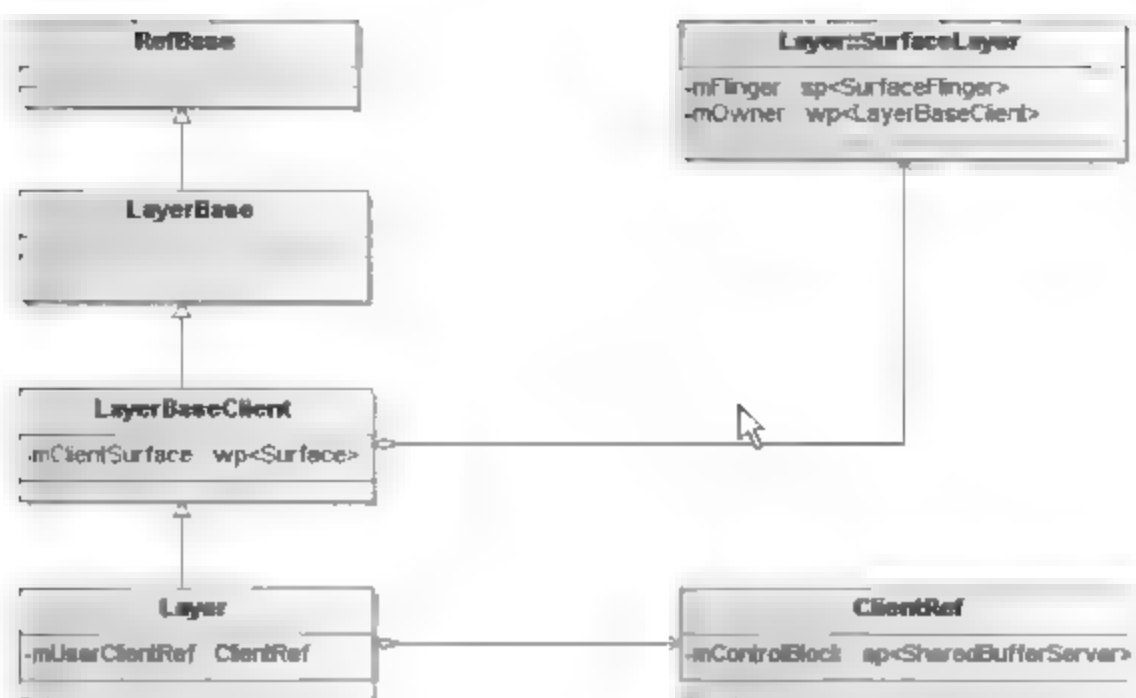 RefBase
Layer::SurfaceLayer
-mFlinger sp<SurfaceFlinger>
-mOwner wp<LayerBaseClient>
LayerBase
LayerBaseClient
-mClientSurface wp<Surface>
Layer
-mUserClientRef ClientRef
ClientRef
-mControlBlock sp<SharedBufferServer>